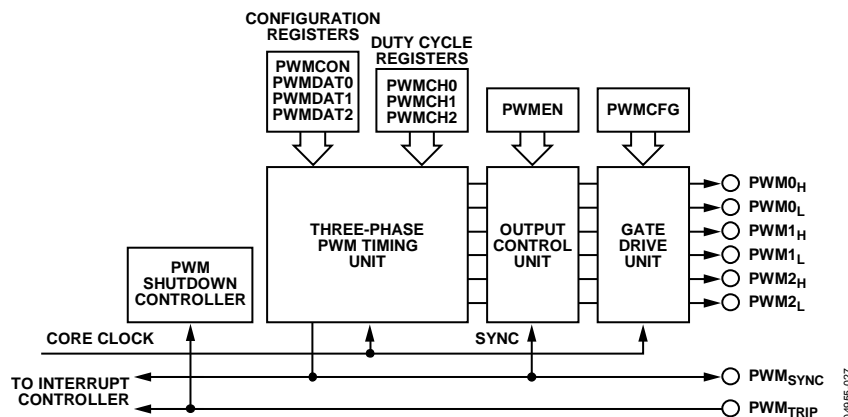 CONFIGURATION
REGISTERS
DUTY CYCLE
REGISTERS
PWMCON
PWMDAT0
PWMDAT1
PWMDAT2
PWMCH0
PWMCH1
PWMCH2
PWMEN
PWMCFG
THREE-PHASE
PWM TIMING
UNIT
OUTPUT
CONTROL
UNIT
GATE
DRIVE
UNIT
PWM0H
PWM0L
PWM1H
PWM1L
PWM2H
PWM2L
PWM
SHUTDOWN
CONTROLLER
CORE CLOCK
SYNC
TO INTERRUPT
CONTROLLER
PWMSYNC
PWMTRIP
04955-027